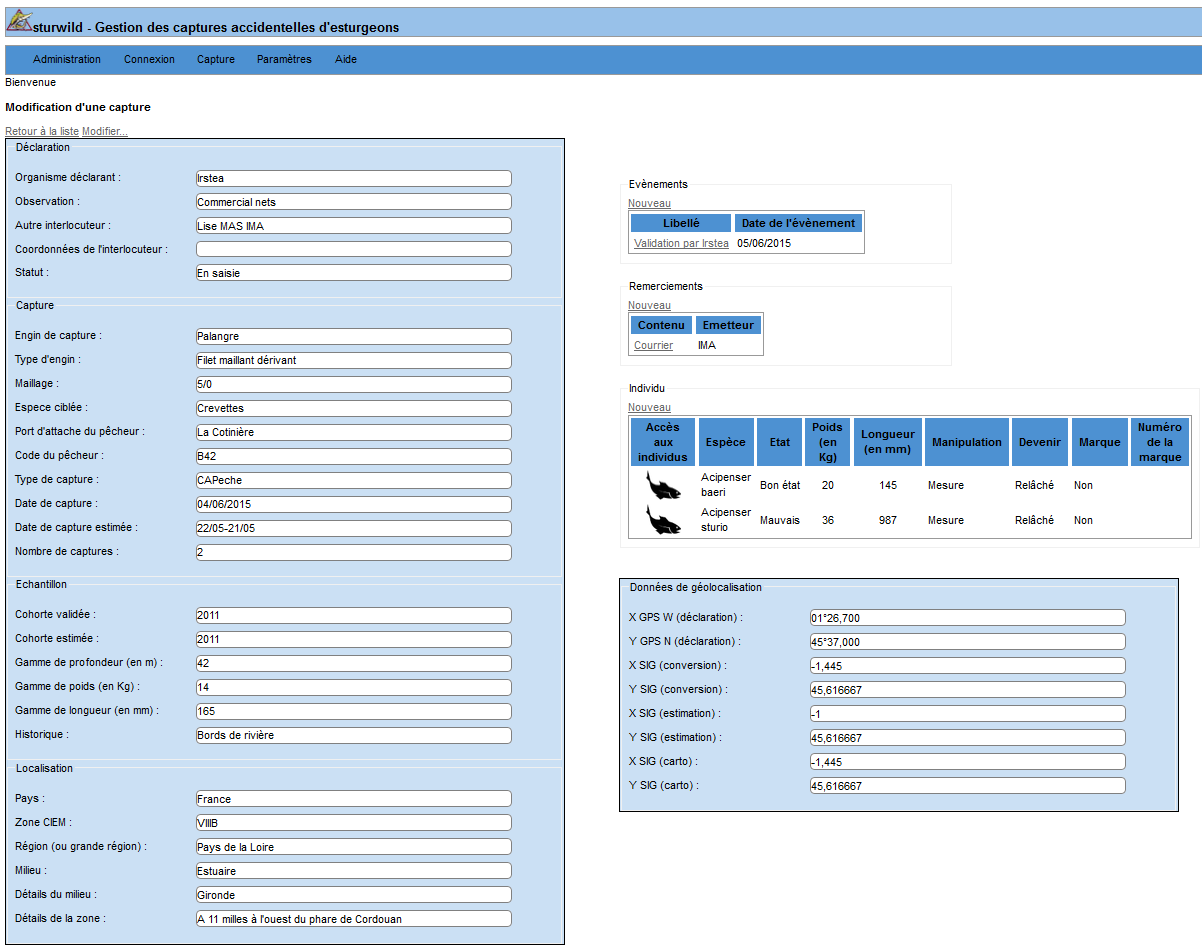 sturwild - Gestion des captures accidentelles d'esturgeons
Administration Connexion Capture Paramètres Aide
Bienvenue
Modification d'une capture
Retour à la liste Modifier...
Déclaration
Organisme déclarant : Irstea
Observation : Commercial nets
Autre interlocuteur : Lise MAS IMA
Coordonnées de l'interlocuteur :
Statut : En saisie
Capture
Engin de capture : Palangre
Type d'engin : Filet maillant dérivant
Maillage : 5/0
Espece ciblée : Crevettes
Port d'attache du pêcheur : La Cotinière
Code du pêcheur : B42
Type de capture : CAPeche
Date de capture : 04/06/2015
Date de capture estimée : 22/05-21/05
Nombre de captures : 2
Echantillon
Cohorte validée : 2011
Cohorte estimée : 2011
Gamme de profondeur (en m) : 42
Gamme de poids (en Kg) : 14
Gamme de longueur (en mm) : 165
Historique : Bords de rivière
Localisation
Pays : France
Zone CIEM : VIIIB
Région (ou grande région) : Pays de la Loire
Milieu : Estuaire
Détails du milieu : Gironde
Détails de la zone : A 11 milles à l'ouest du phare de Cordouan
Evènements
Nouveau
Libellé Date de l'évènement
Validation par Irstea 05/06/2015
Remerciements
Nouveau
Contenu Emetteur
Courrier IMA
Individu
Nouveau
Accès aux individus Espèce Etat Poids (en Kg) Longueur (en mm) Manipulation Devenir Marque Numéro de la marque
Acipenser baeri Bon état 20 145 Mesure Relâché Non
Acipenser sturio Mauvais 36 987 Mesure Relâché Non
Données de géolocalisation
X GPS W (déclaration) : 01°26,700
Y GPS N (déclaration) : 45°37,000
X SIG (conversion) : -1,445
Y SIG (conversion) : 45,616667
X SIG (estimation) : -1
Y SIG (estimation) : 45,616667
X SIG (carto) : -1,445
Y SIG (carto) : 45,616667